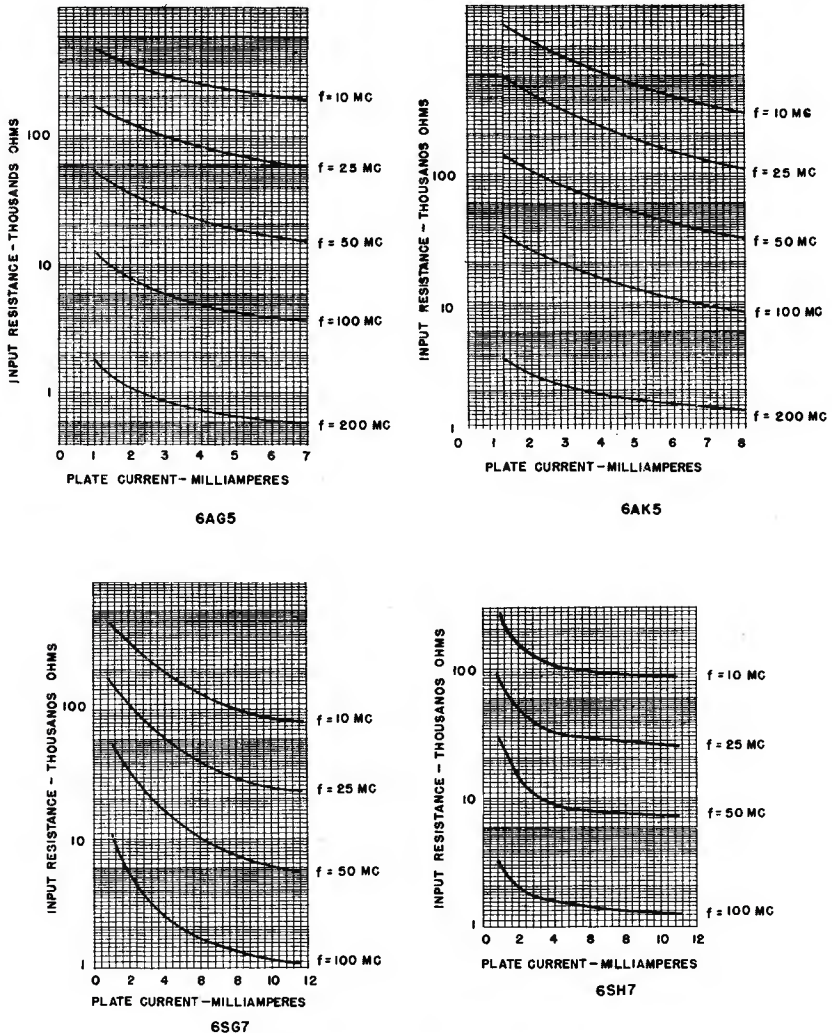 INPUT RESISTANCE-THOUSANDS OHMS
100
10
1
f= 10 MC
f = 25 MC
f = 50 MC
f = 100 MC
f = 200 MC
0 1 2 3 4 5 6 7
PLATE CURRENT-MILLIAMPERES
6AG5
INPUT RESISTANCE - THOUSANDS OHMS
100
10
1
f = 10 MC
f = 25 MC
f = 50 MC
f = 100 MC
f = 200 MC
0 1 2 3 4 5 6 7 8
PLATE CURRENT-MILLIAMPERES
6AK5
INPUT RESISTANCE - THOUSANDS OHMS
100
10
1
f = 10 MC
f = 25 MC
f = 50 MC
f=100 MC
0 2 4 6 8 10 12
PLATE CURRENT-MILLIAMPERES
6SG7
INPUT RESISTANCE - THOUSANDS OHMS
100
10
1
f = 10 MC
f = 25 MC
f = 50 MC
f = 100 MC
0 2 4 6 8 10 12
PLATE CURRENT-MILLIAMPERES
6SH7